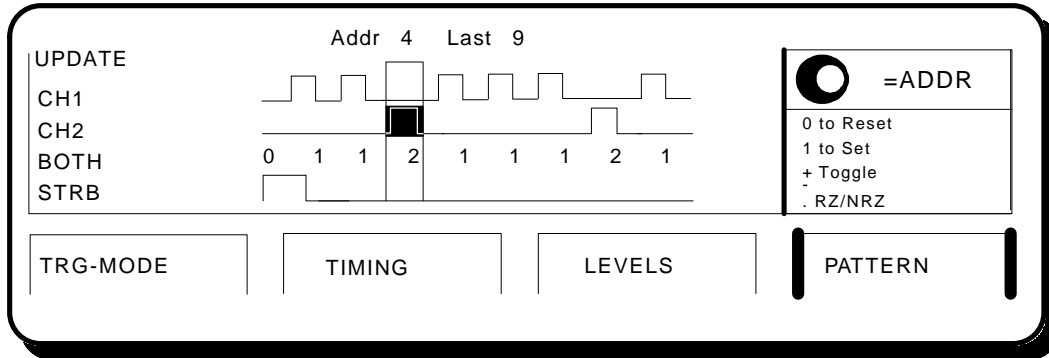 Addr 4 Last 9
UPDATE
CH1
CH2
BOTH 0 1 1 2 1 1 1 2 1
STRB
=ADDR
0 to Reset
1 to Set
+ Toggle
-
. RZ/NRZ
TRG-MODE TIMING LEVELS PATTERN